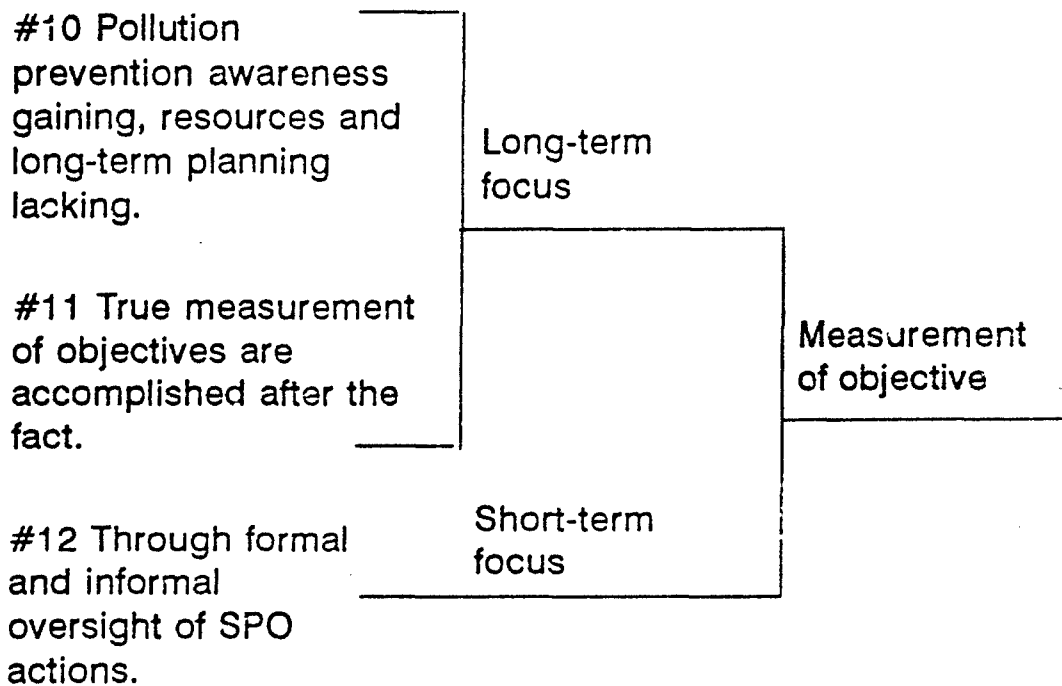 #10 Pollution
prevention awareness
gaining, resources and
long-term planning
lacking.
Long-term
focus
#11 True measurement
of objectives are
accomplished after the
fact.
Measurement
of objective
#12 Through formal
and informal
oversight of SPO
actions.
Short-term
focus